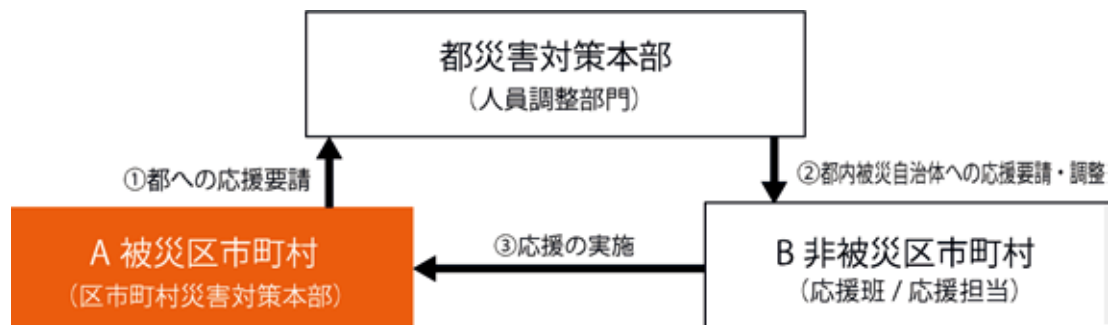 都災害対策本部
（人員調整部門）
①都への応援要請
②都内被災自治体への応援要請・調整
A 被災区市町村
（区市町村災害対策本部）
③応援の実施
B 非被災区市町村
（応援班 / 応援担当）